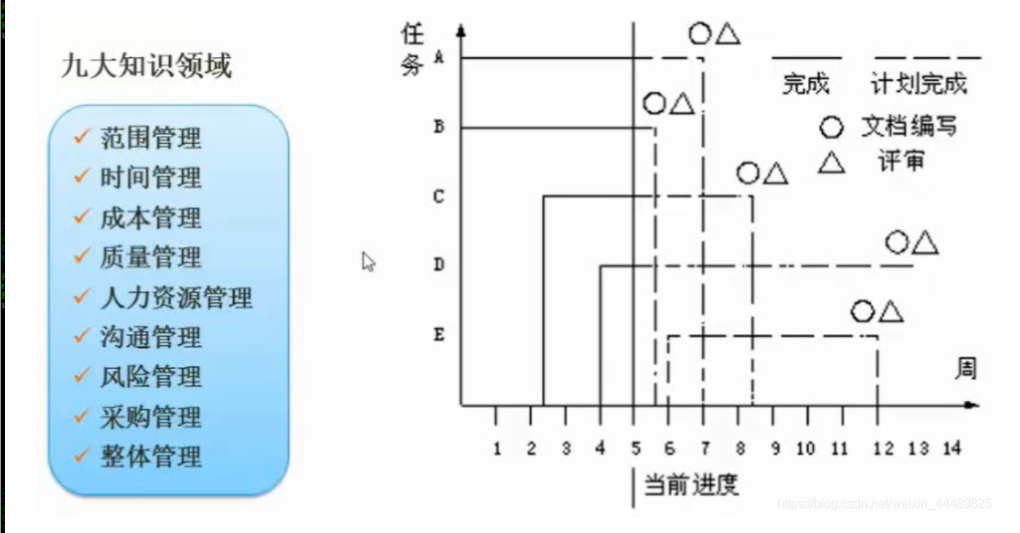 九大知识领域
范围管理
时间管理
成本管理
质量管理
人力资源管理
沟通管理
风险管理
采购管理
整体管理
任务
A
B
C
D
E
完成
计划完成
文档编写
评审
周
1 2 3 4 5 6 7 8 9 10 11 12 13 14
当前进度
https://blog.csdn.net/weixin_44489825